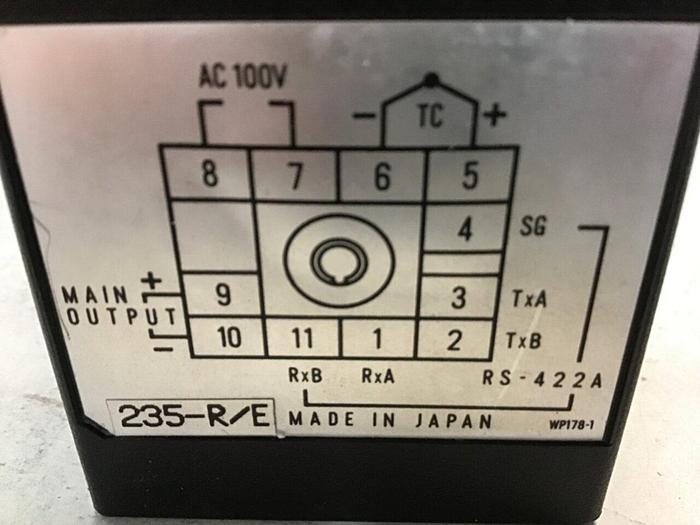 AC 100V
− TC +
8 7 6 5
4 SG
MAIN + 9 3 TxA
OUTPUT − 10 11 1 2 TxB
RxB RxA RS-422A
235-R/E MADE IN JAPAN WP178-1